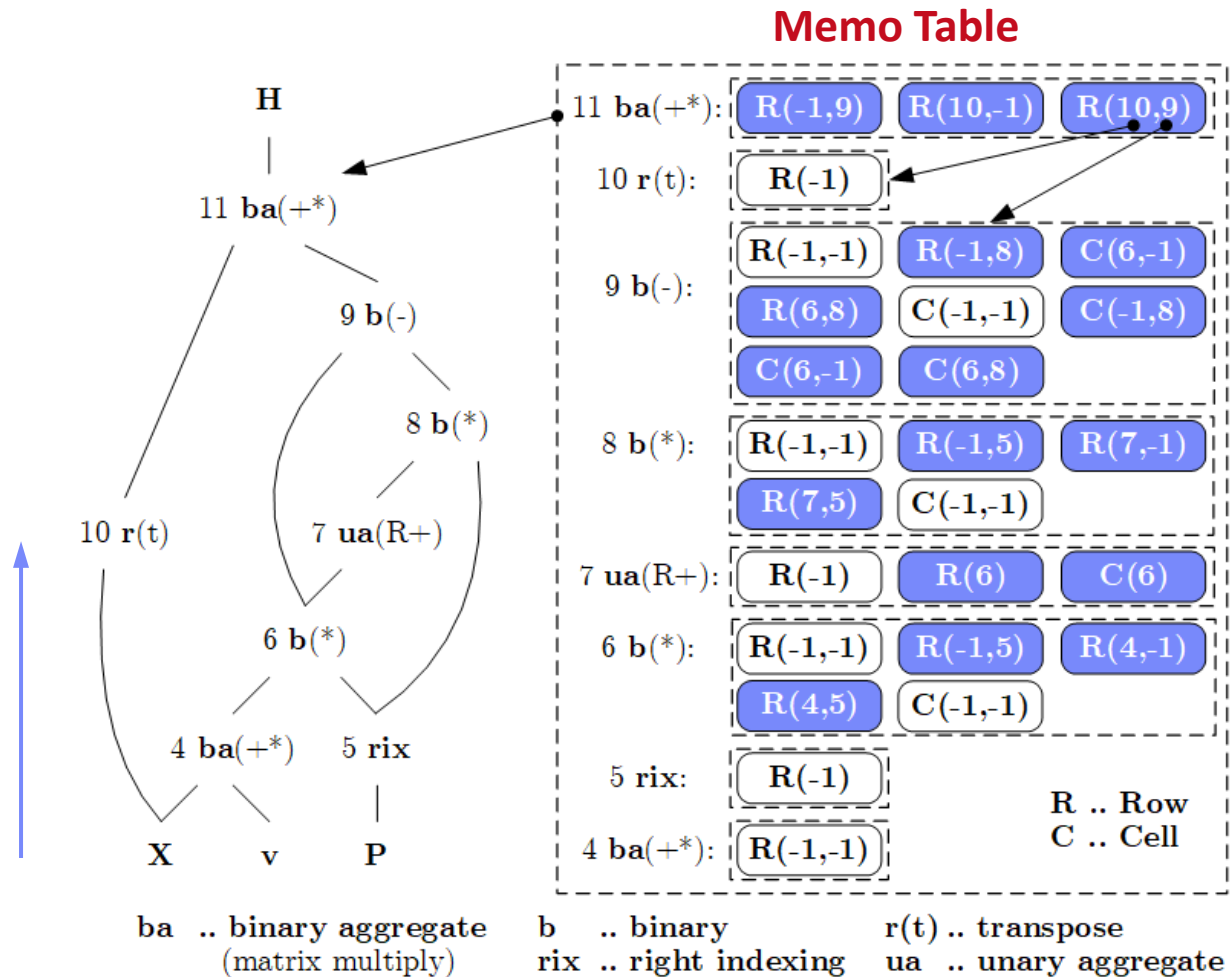 Memo Table
H
11 ba(+*)
9 b(-)
8 b(*)
10 r(t)
7 ua(R+)
6 b(*)
4 ba(+*)
5 rix
X
v
P
11 ba(+*): R(-1,9) R(10,-1) R(10,9)
10 r(t): R(-1)
9 b(-): R(-1,-1) R(-1,8) C(6,-1)
R(6,8) C(-1,-1) C(-1,8)
C(6,-1) C(6,8)
8 b(*): R(-1,-1) R(-1,5) R(7,-1)
R(7,5) C(-1,-1)
7 ua(R+): R(-1) R(6) C(6)
6 b(*): R(-1,-1) R(-1,5) R(4,-1)
R(4,5) C(-1,-1)
5 rix: R(-1)
4 ba(+*): R(-1,-1)
R .. Row
C .. Cell
ba .. binary aggregate b .. binary r(t) .. transpose
(matrix multiply) rix .. right indexing ua .. unary aggregate